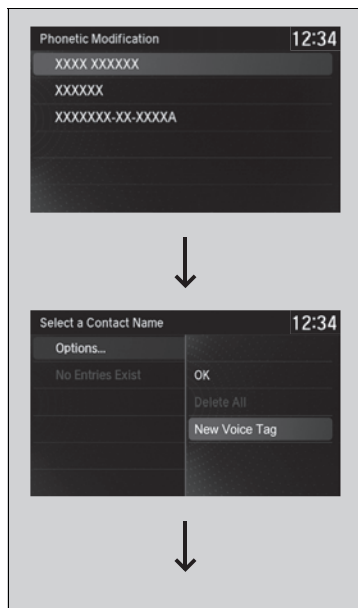 Phonetic Modification 12:34
XXXX XXXXXX
XXXXXX
XXXXXXX-XX-XXXXA
Select a Contact Name 12:34
Options...
No Entries Exist
OK
Delete All
New Voice Tag